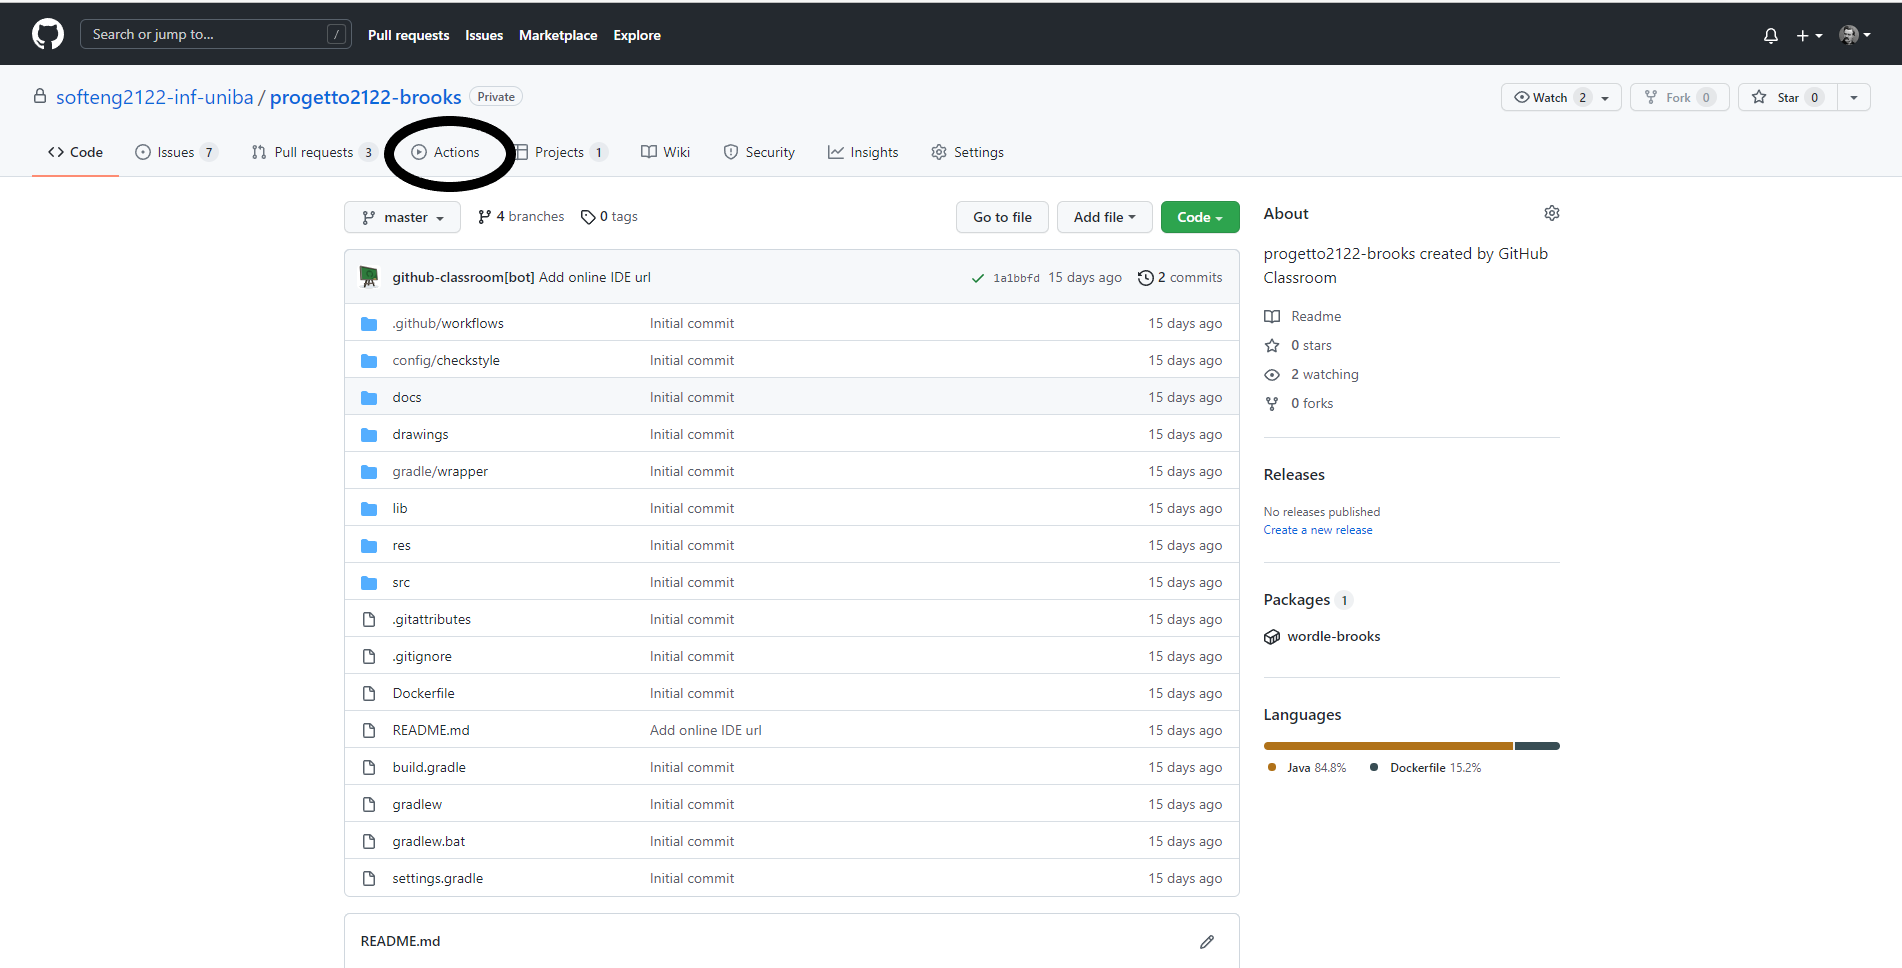 Search or jump to... /
Pull requests Issues Marketplace Explore
softeng2122-inf-uniba / progetto2122-brooks Private
Watch 2 Fork 0 Star 0
Code Issues 7 Pull requests 3 Actions Projects 1 Wiki Security Insights Settings
master 4 branches 0 tags Go to file Add file Code
github-classroom[bot] Add online IDE url 1a1bbfd 15 days ago 2 commits
.github/workflows Initial commit 15 days ago
config/checkstyle Initial commit 15 days ago
docs Initial commit 15 days ago
drawings Initial commit 15 days ago
gradle/wrapper Initial commit 15 days ago
lib Initial commit 15 days ago
res Initial commit 15 days ago
src Initial commit 15 days ago
.gitattributes Initial commit 15 days ago
.gitignore Initial commit 15 days ago
Dockerfile Initial commit 15 days ago
README.md Add online IDE url 15 days ago
build.gradle Initial commit 15 days ago
gradlew Initial commit 15 days ago
gradlew.bat Initial commit 15 days ago
settings.gradle Initial commit 15 days ago
README.md
About
progetto2122-brooks created by GitHub
Classroom
Readme
0 stars
2 watching
0 forks
Releases
No releases published
Create a new release
Packages 1
wordle-brooks
Languages
Java 84.8% Dockerfile 15.2%